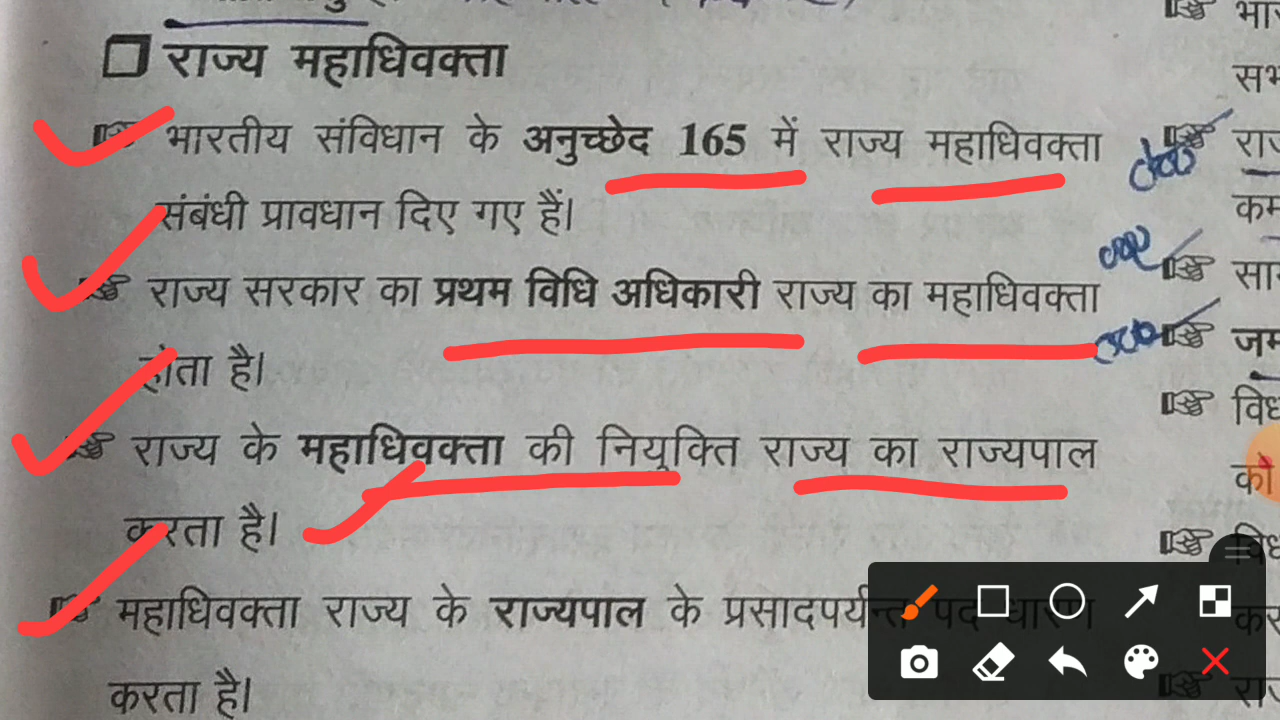 राज्य महाधिवक्ता
भारतीय संविधान के अनुच्छेद 165 में राज्य महाधिवक्ता
संबंधी प्रावधान दिए गए हैं।
राज्य सरकार का प्रथम विधि अधिकारी राज्य का महाधिवक्ता
होता है।
राज्य के महाधिवक्ता की नियुक्ति राज्य का राज्यपाल
करता है।
महाधिवक्ता राज्य के राज्यपाल के प्रसादपर्यन्त पद धारण
करता है।